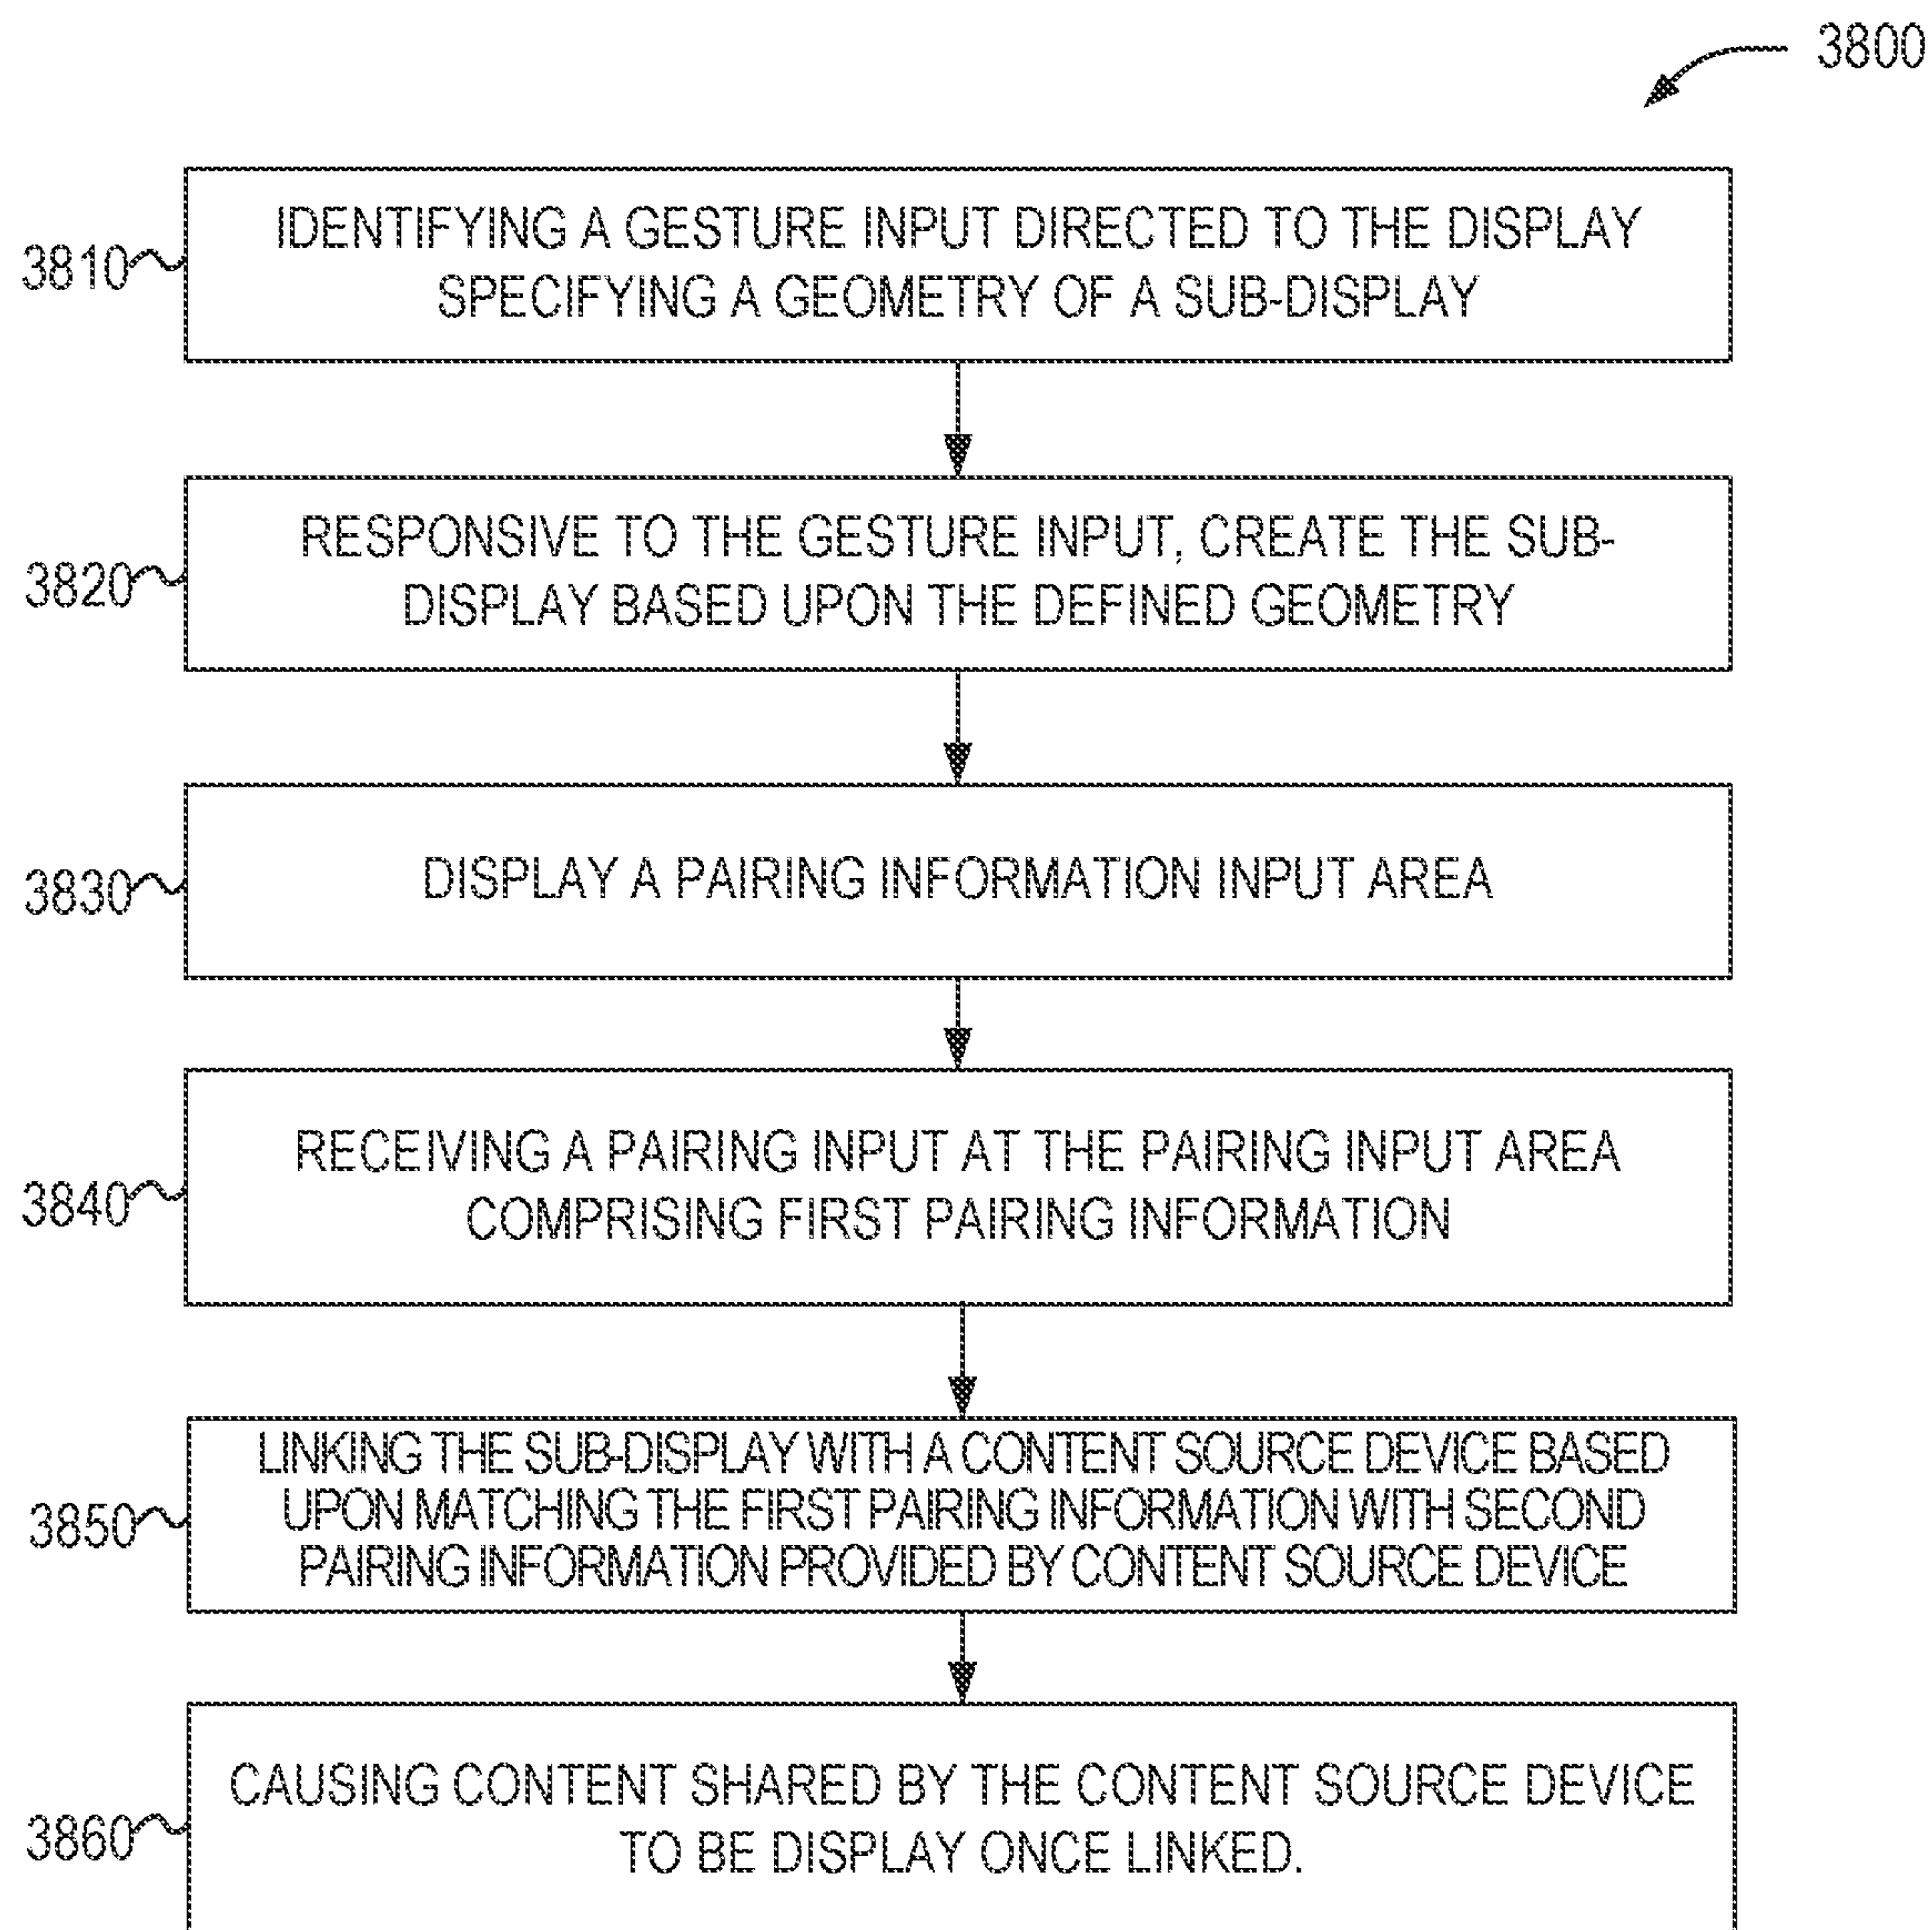 3800
3810
IDENTIFYING A GESTURE INPUT DIRECTED TO THE DISPLAY
SPECIFYING A GEOMETRY OF A SUB-DISPLAY
3820
RESPONSIVE TO THE GESTURE INPUT, CREATE THE SUB-
DISPLAY BASED UPON THE DEFINED GEOMETRY
3830
DISPLAY A PAIRING INFORMATION INPUT AREA
3840
RECEIVING A PAIRING INPUT AT THE PAIRING INPUT AREA
COMPRISING FIRST PAIRING INFORMATION
3850
LINKING THE SUB-DISPLAY WITH A CONTENT SOURCE DEVICE BASED
UPON MATCHING THE FIRST PAIRING INFORMATION WITH SECOND
PAIRING INFORMATION PROVIDED BY CONTENT SOURCE DEVICE
3860
CAUSING CONTENT SHARED BY THE CONTENT SOURCE DEVICE
TO BE DISPLAY ONCE LINKED.